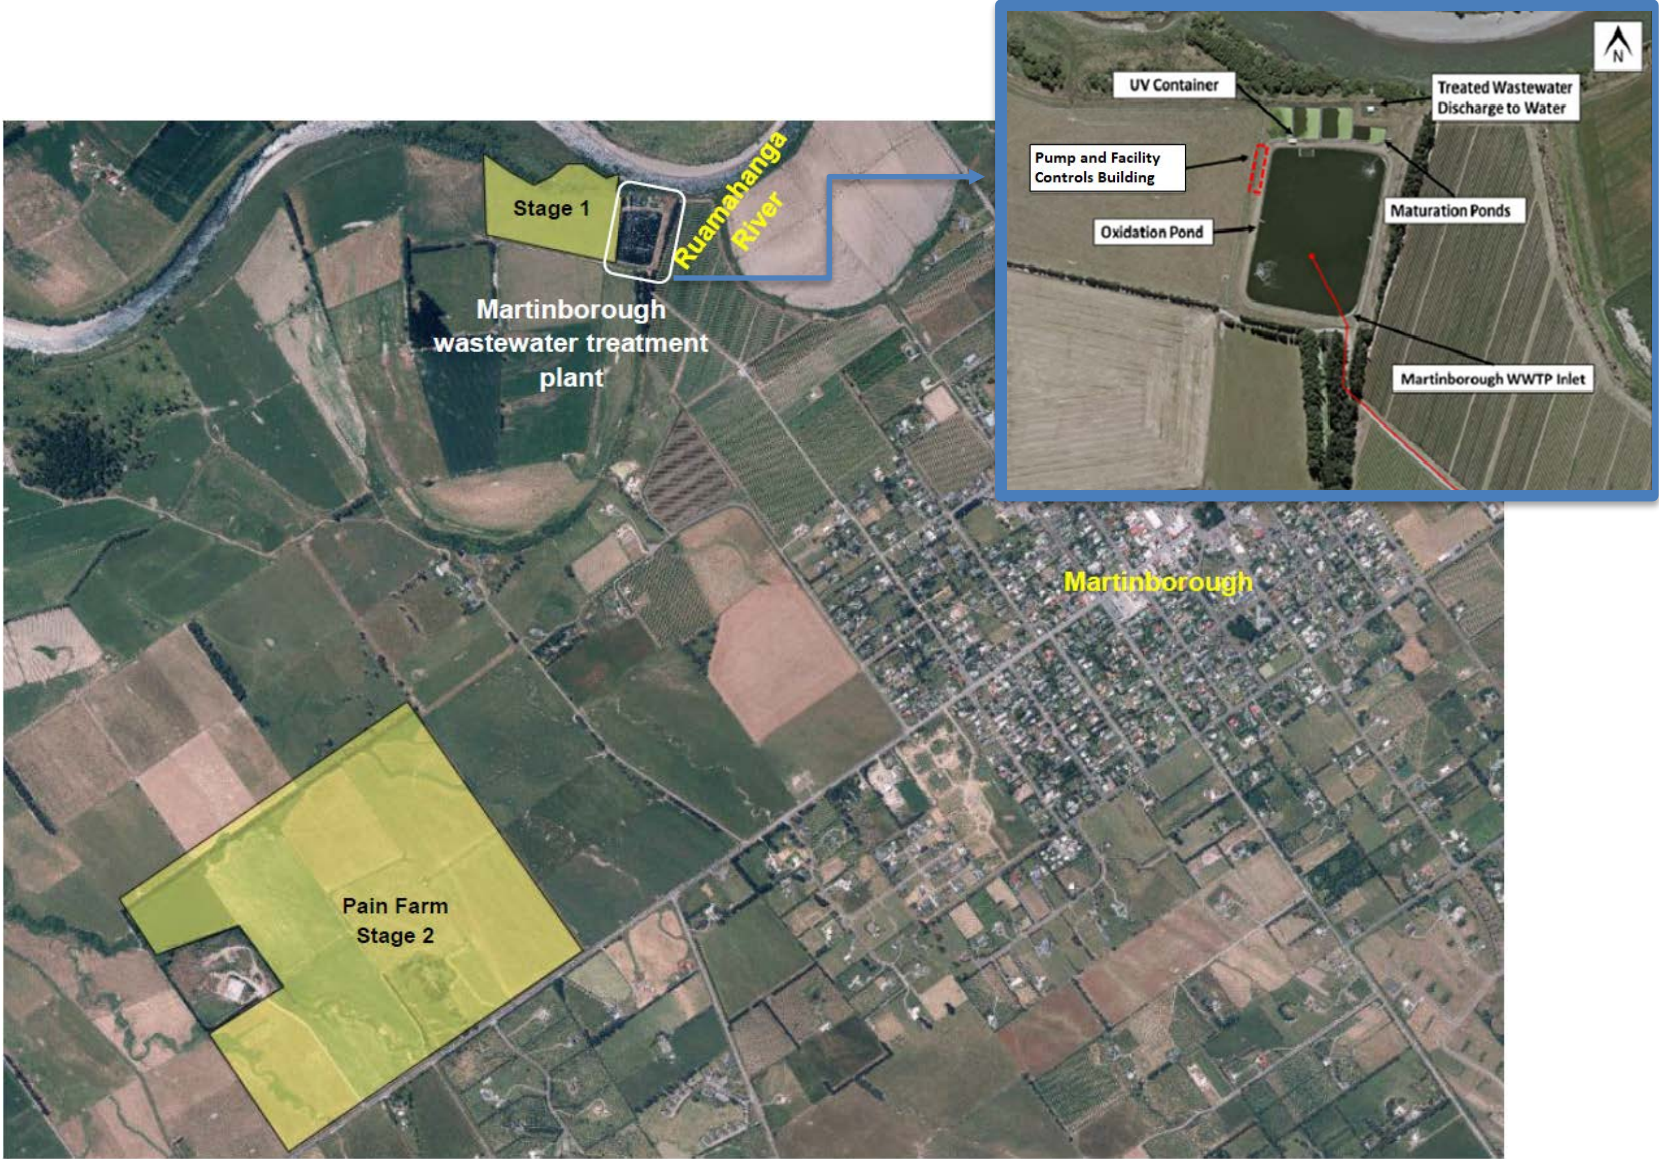 UV Container
N
Treated Wastewater
Discharge to Water
Pump and Facility
Controls Building
Maturation Ponds
Oxidation Pond
Martinborough WWTP Inlet
Stage 1
Ruamahanga
River
Martinborough
wastewater treatment
plant
Martinborough
Pain Farm
Stage 2